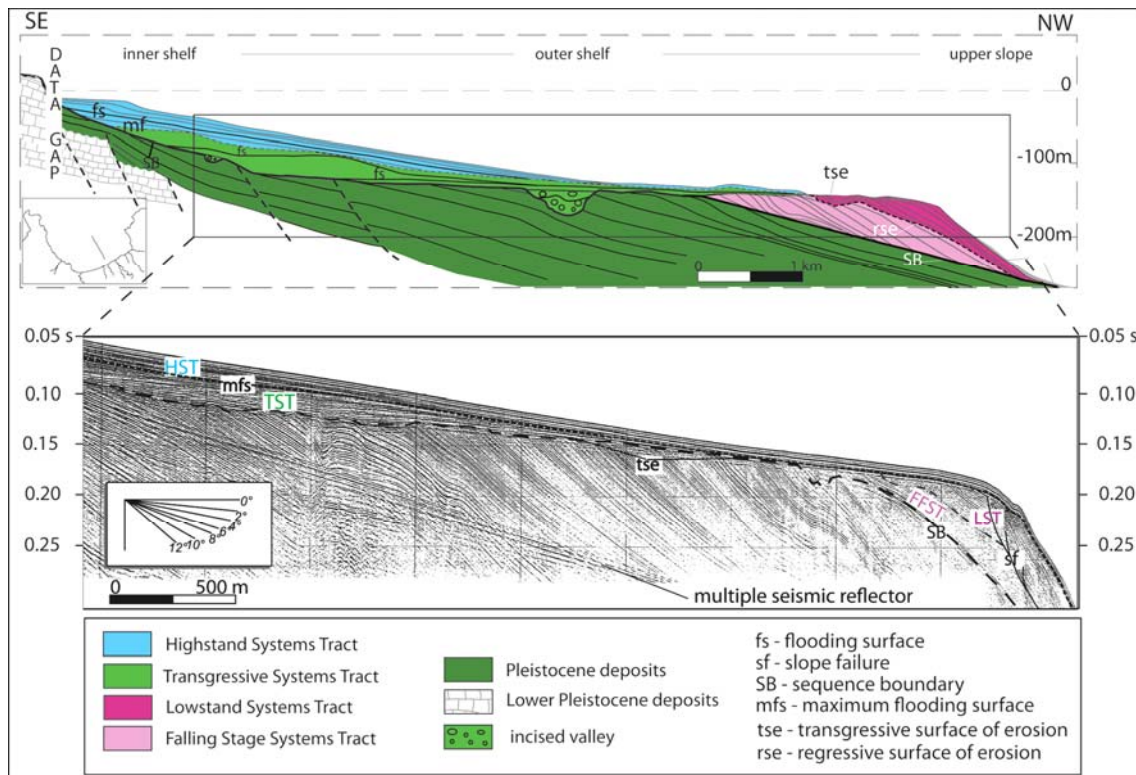 SE
NW
inner shelf
outer shelf
upper slope
DATA GAP
0
fs
mf
SB
fs
fs
-100m
tse
rse
-200m
SB
0 1 km
0.05 s
0.05 s
HST
mfs
TST
0.10
0.10
0.15
0.15
tse
0.20
0.20
FFST
LST
SB
sf
0.25
0.25
0°
2°
4°
6°
8°
10°
12°
0 500 m
multiple seismic reflector
Highstand Systems Tract
Transgressive Systems Tract
Lowstand Systems Tract
Falling Stage Systems Tract
Pleistocene deposits
Lower Pleistocene deposits
incised valley
fs - flooding surface
sf - slope failure
SB - sequence boundary
mfs - maximum flooding surface
tse - transgressive surface of erosion
rse - regressive surface of erosion